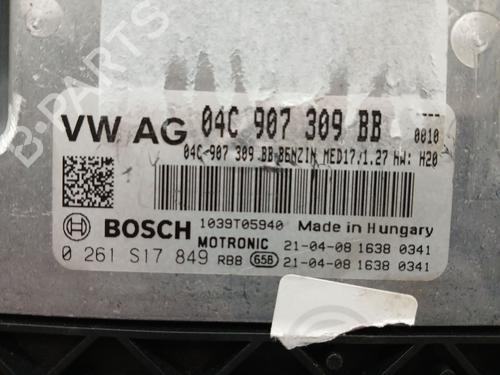 B-PARTS
VW AG 04C 907 309 BB
0010
04C 907 309 BB BENZIN MED17/1.27 HW: H20
BOSCH 1039T05940 Made in Hungary
MOTRONIC 21-04-08 1638 0341
0 261 S17 849 RBB 65B 21-04-08 1638 0341